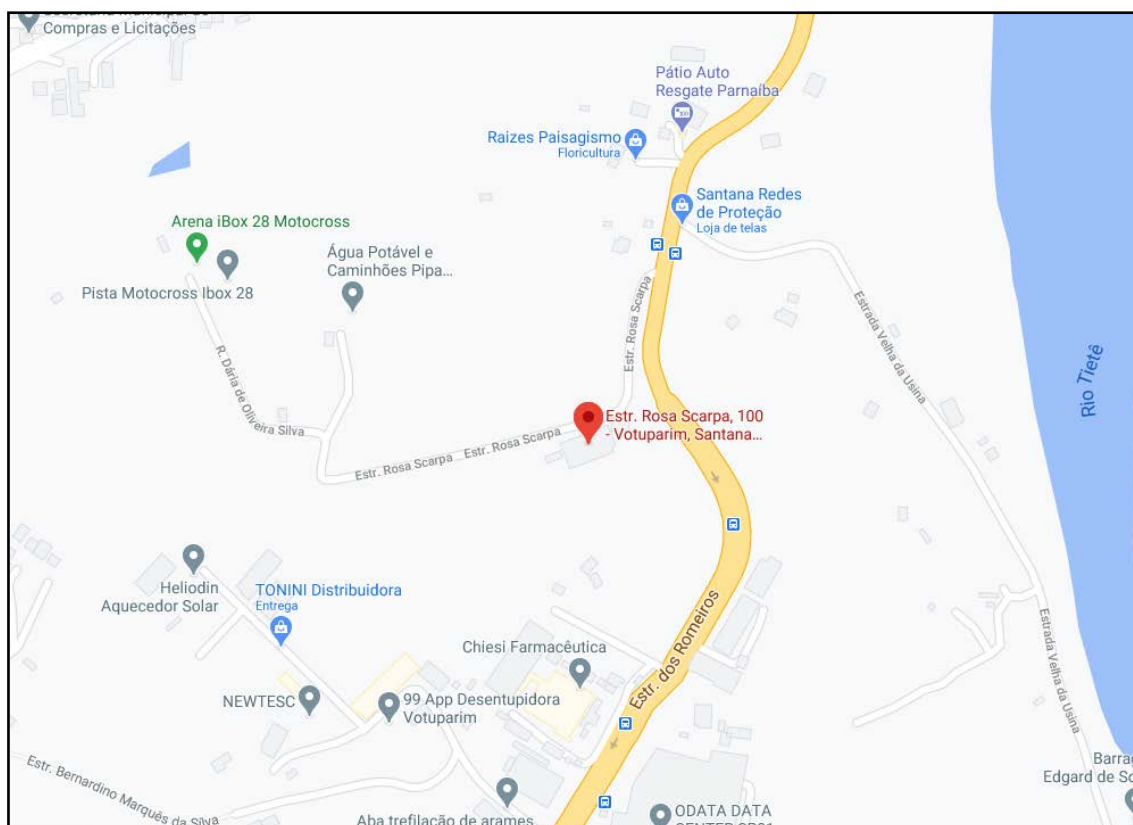 Compras e Licitações
Pátio Auto
Resgate Parnaíba
Raizes Paisagismo
Floricultura
Santana Redes
de Proteção
Loja de telas
Arena iBox 28 Motocross
Água Potável e
Caminhões Pipa...
Pista Motocross Ibox 28
Estr. Rosa Scarpa
Estrada Velha da Usina
Rio Tietê
R. Dária de Oliveira Silva
Estr. Rosa Scarpa, 100
- Votuparim, Santana...
Estr. Rosa Scarpa
Estr. Rosa Scarpa
Heliodin
Aquecedor Solar
TONINI Distribuidora
Entrega
Estr. dos Romeiros
Chiesi Farmacêutica
Estrada Velha da Usina
NEWTESC
99 App Desentupidora
Votuparim
Estr. Bernardino Marquês da Silva
Barrag
Edgard de So
Aba trefilação de arames
ODATA DATA